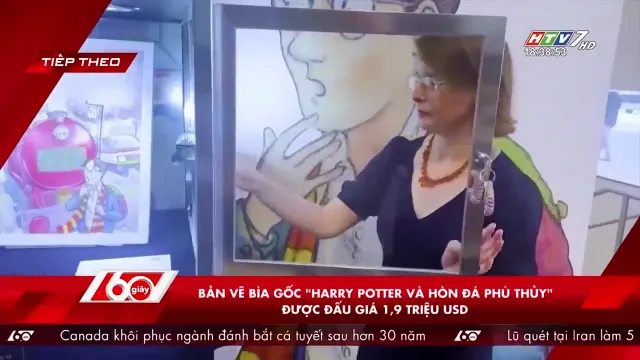 TIẾP THEO
HTV7 HD
18:38:53
60 giây
BẢN VẼ BÌA GỐC "HARRY POTTER VÀ HÒN ĐÁ PHÙ THỦY"
ĐƯỢC ĐẤU GIÁ 1,9 TRIỆU USD
60 Canada khôi phục ngành đánh bắt cá tuyết sau hơn 30 năm 60 Lũ quét tại Iran làm 5